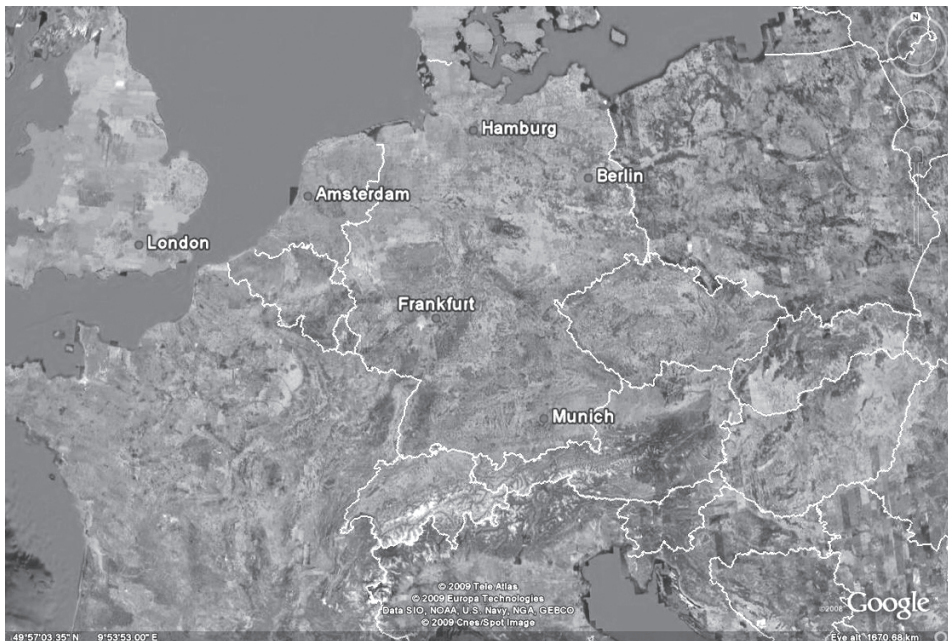 N
Hamburg
Berlin
Amsterdam
London
Frankfurt
Munich
© 2009 Tele Atlas
© 2009 Europa Technologies
Data SIO, NOAA, U.S. Navy, NGA, GEBCO
© 2009 Cnes/Spot Image
©2008 Google
49°57'03.35" N 9°53'53.00" E
Eye alt 1670.68 km